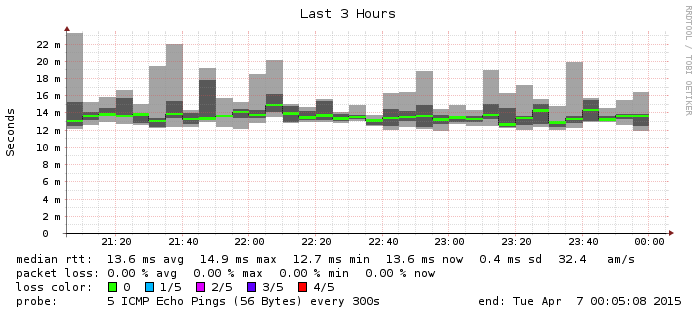 Last 3 Hours
RRDTOOL / TOBI OETIKER
Seconds
22 m
20 m
18 m
16 m
14 m
12 m
10 m
8 m
6 m
4 m
2 m
0
21:20 21:40 22:00 22:20 22:40 23:00 23:20 23:40 00:00
median rtt: 13.6 ms avg 14.9 ms max 12.7 ms min 13.6 ms now 0.4 ms sd 32.4 am/s
packet loss: 0.00 % avg 0.00 % max 0.00 % min 0.00 % now
loss color: 0 1/5 2/5 3/5 4/5
probe: 5 ICMP Echo Pings (56 Bytes) every 300s end: Tue Apr 7 00:05:08 2015